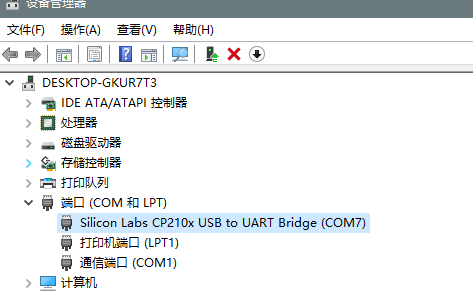 设备管理器
文件(F) 操作(A) 查看(V) 帮助(H)
DESKTOP-GKUR7T3
IDE ATA/ATAPI 控制器
处理器
磁盘驱动器
存储控制器
打印队列
端口 (COM 和 LPT)
Silicon Labs CP210x USB to UART Bridge (COM7)
打印机端口 (LPT1)
通信端口 (COM1)
计算机